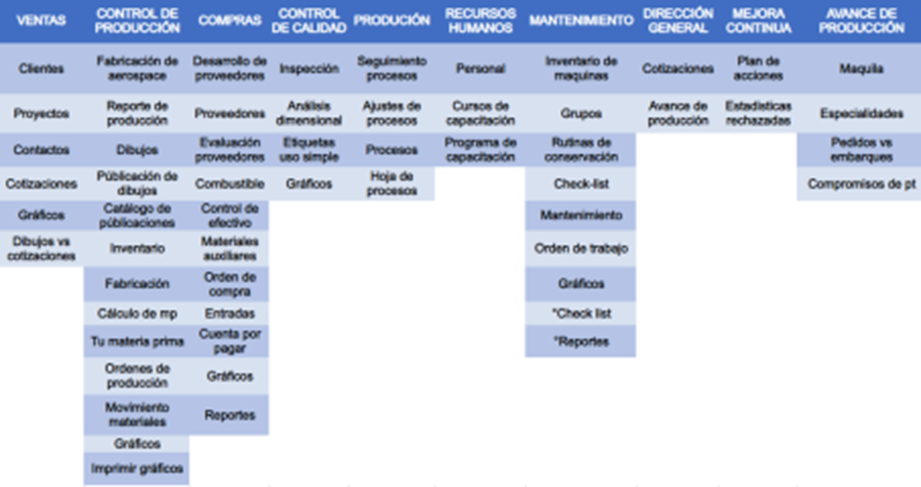 VENTAS
CONTROL DE
PRODUCCIÓN
COMPRAS
CONTROL
DE CALIDAD
PRODUCIÓN
RECURSOS
HUMANOS
MANTENIMIENTO
DIRECCIÓN
GENERAL
MEJORA
CONTINUA
AVANCE DE
PRODUCCIÓN
Clientes
Fabricación de
aerospace
Desarrollo de
proveedores
Inspección
Seguimiento
procesos
Personal
Inventario de
maquinas
Cotizaciones
Plan de
acciones
Maquila
Proyectos
Reporte de
producción
Proveedores
Análisis
dimensional
Ajustes de
procesos
Cursos de
capacitación
Grupos
Avance de
producción
Estadisticas
rechazadas
Especialidades
Contactos
Dibujos
Evaluación
proveedores
Etiquetas
uso simple
Procesos
Programa de
capacitación
Rutinas de
conservación
Pedidos vs
embarques
Cotizaciones
Públicación de
dibujos
Combustible
Gráficos
Hoja de
procesos
Check-list
Compromisos de pt
Gráficos
Catálogo de
públicaciones
Control de
efectivo
Mantenimiento
Dibujos vs
cotizaciones
Inventario
Materiales
auxiliares
Orden de trabajo
Fabricación
Orden de
compra
Gráficos
Cálculo de mp
Entradas
*Check list
Tu materia prima
Cuenta por
pagar
*Reportes
Ordenes de
producción
Gráficos
Movimiento
materiales
Reportes
Gráficos
Imprimir gráficos